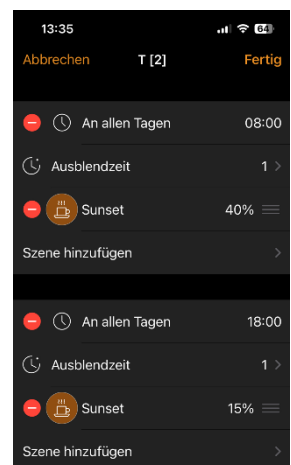 13:35 64
Abbrechen T [2] Fertig
An allen Tagen 08:00
Ausblendzeit 1
Sunset 40%
Szene hinzufügen
An allen Tagen 18:00
Ausblendzeit 1
Sunset 15%
Szene hinzufügen